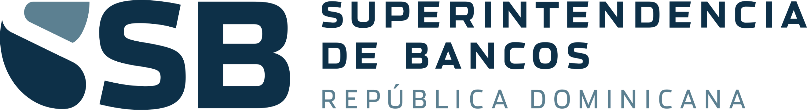 SB
SUPERINTENDENCIA
DE BANCOS
REPÚBLICA DOMINICANA